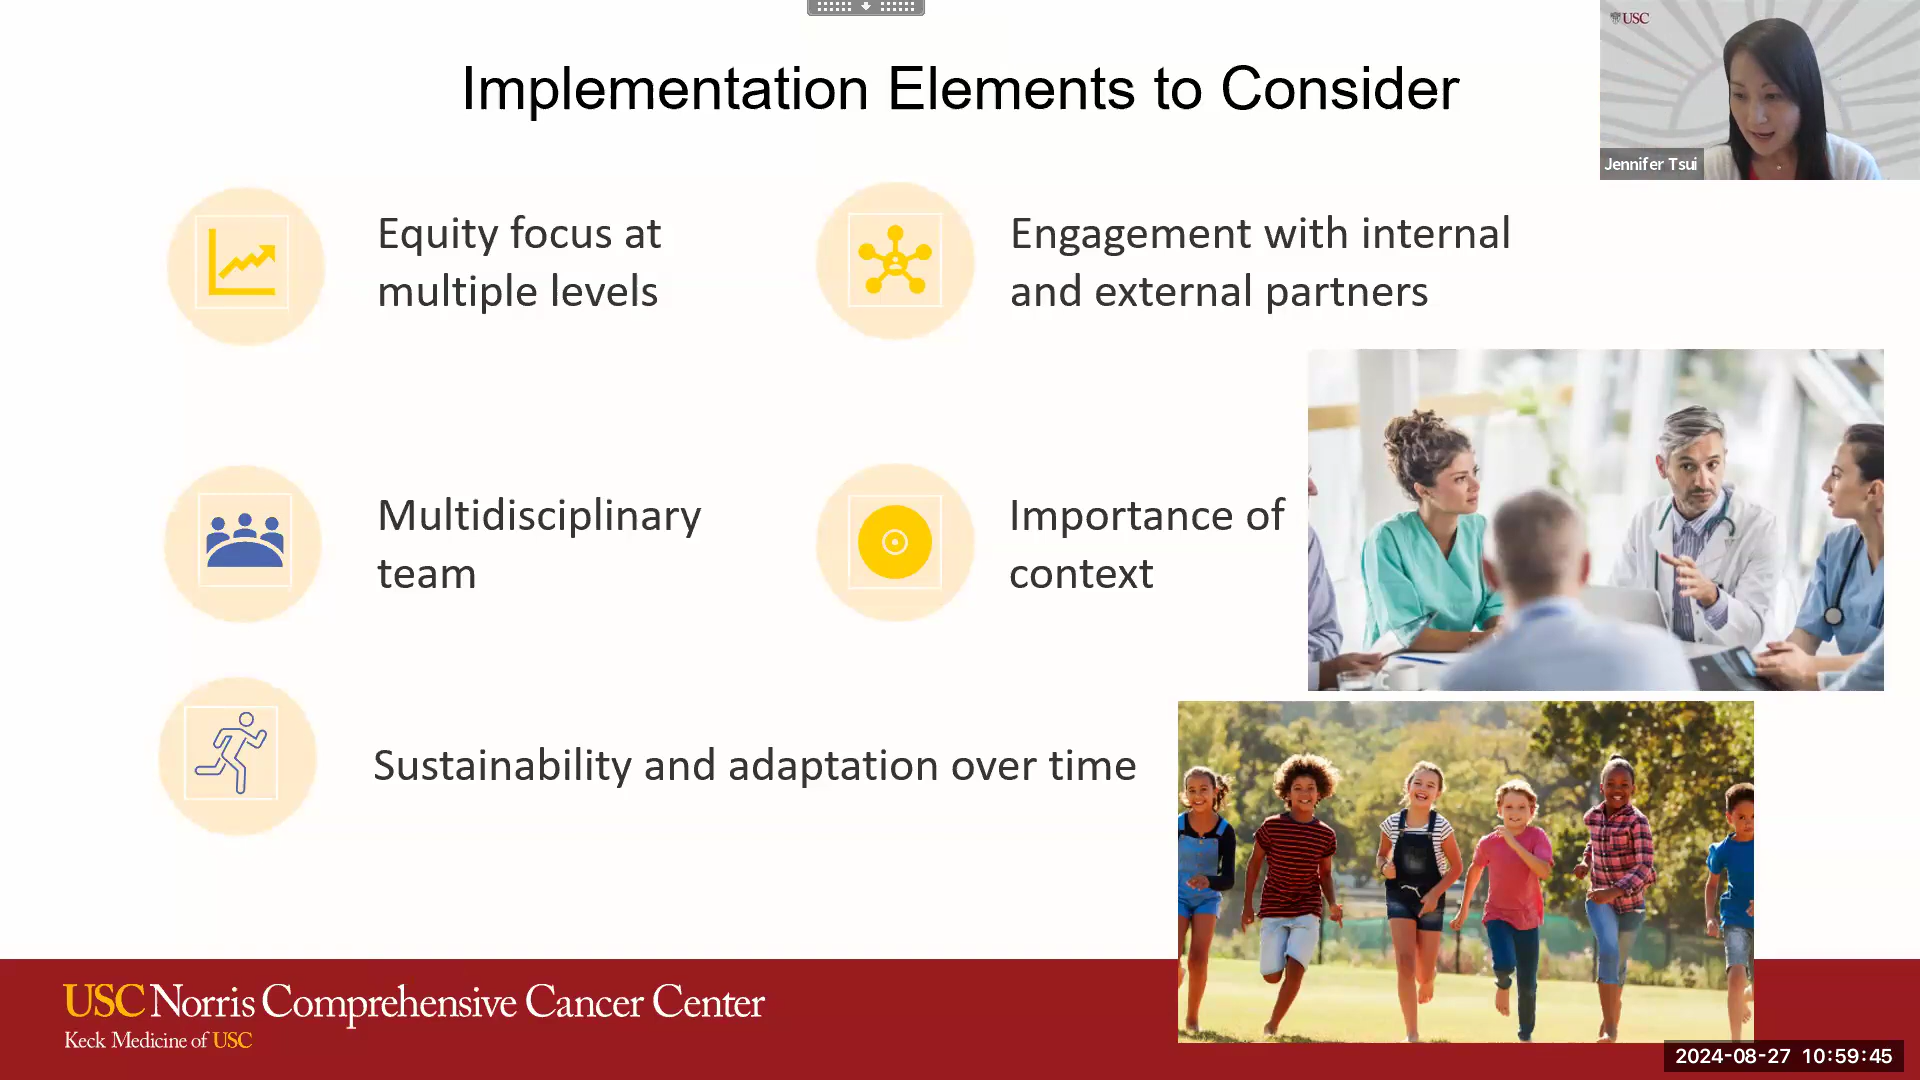 Implementation Elements to Consider
USC
Jennifer Tsui
Equity focus at
multiple levels
Engagement with internal
and external partners
Multidisciplinary
team
Importance of
context
Sustainability and adaptation over time
USC Norris Comprehensive Cancer Center
Keck Medicine of USC
2024-08-27 10:59:45